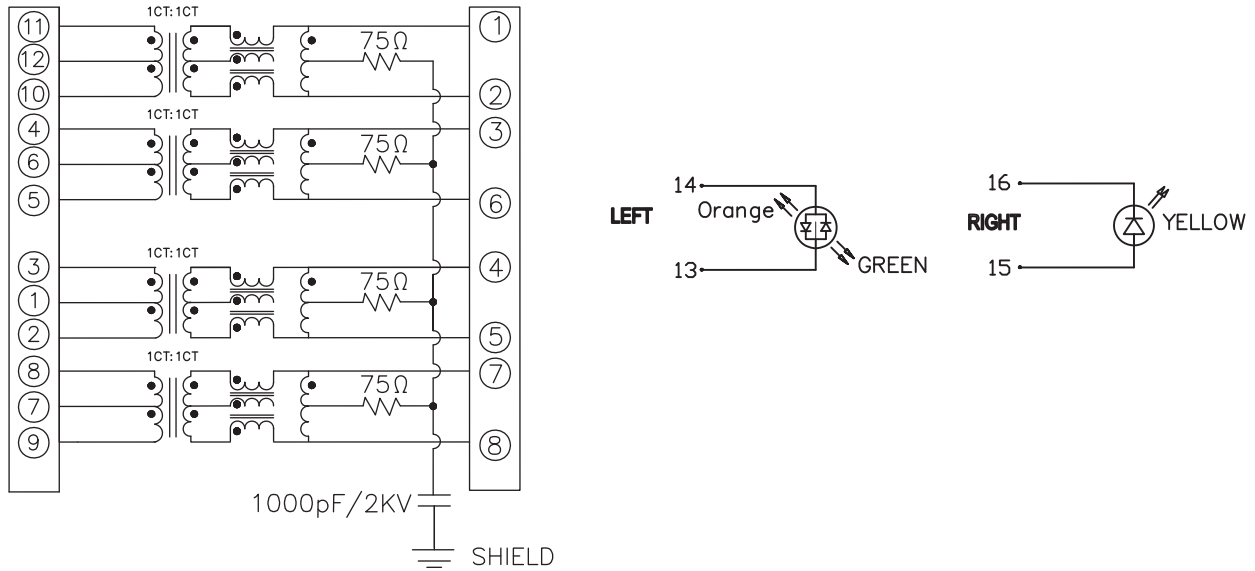 1CT:1CT
11
12
10
75Ω
1
2
1CT:1CT
4
6
5
75Ω
3
6
1CT:1CT
3
1
2
75Ω
4
5
1CT:1CT
8
7
9
75Ω
7
8
1000pF/2KV
SHIELD
LEFT
14
Orange
13
GREEN
RIGHT
16
YELLOW
15